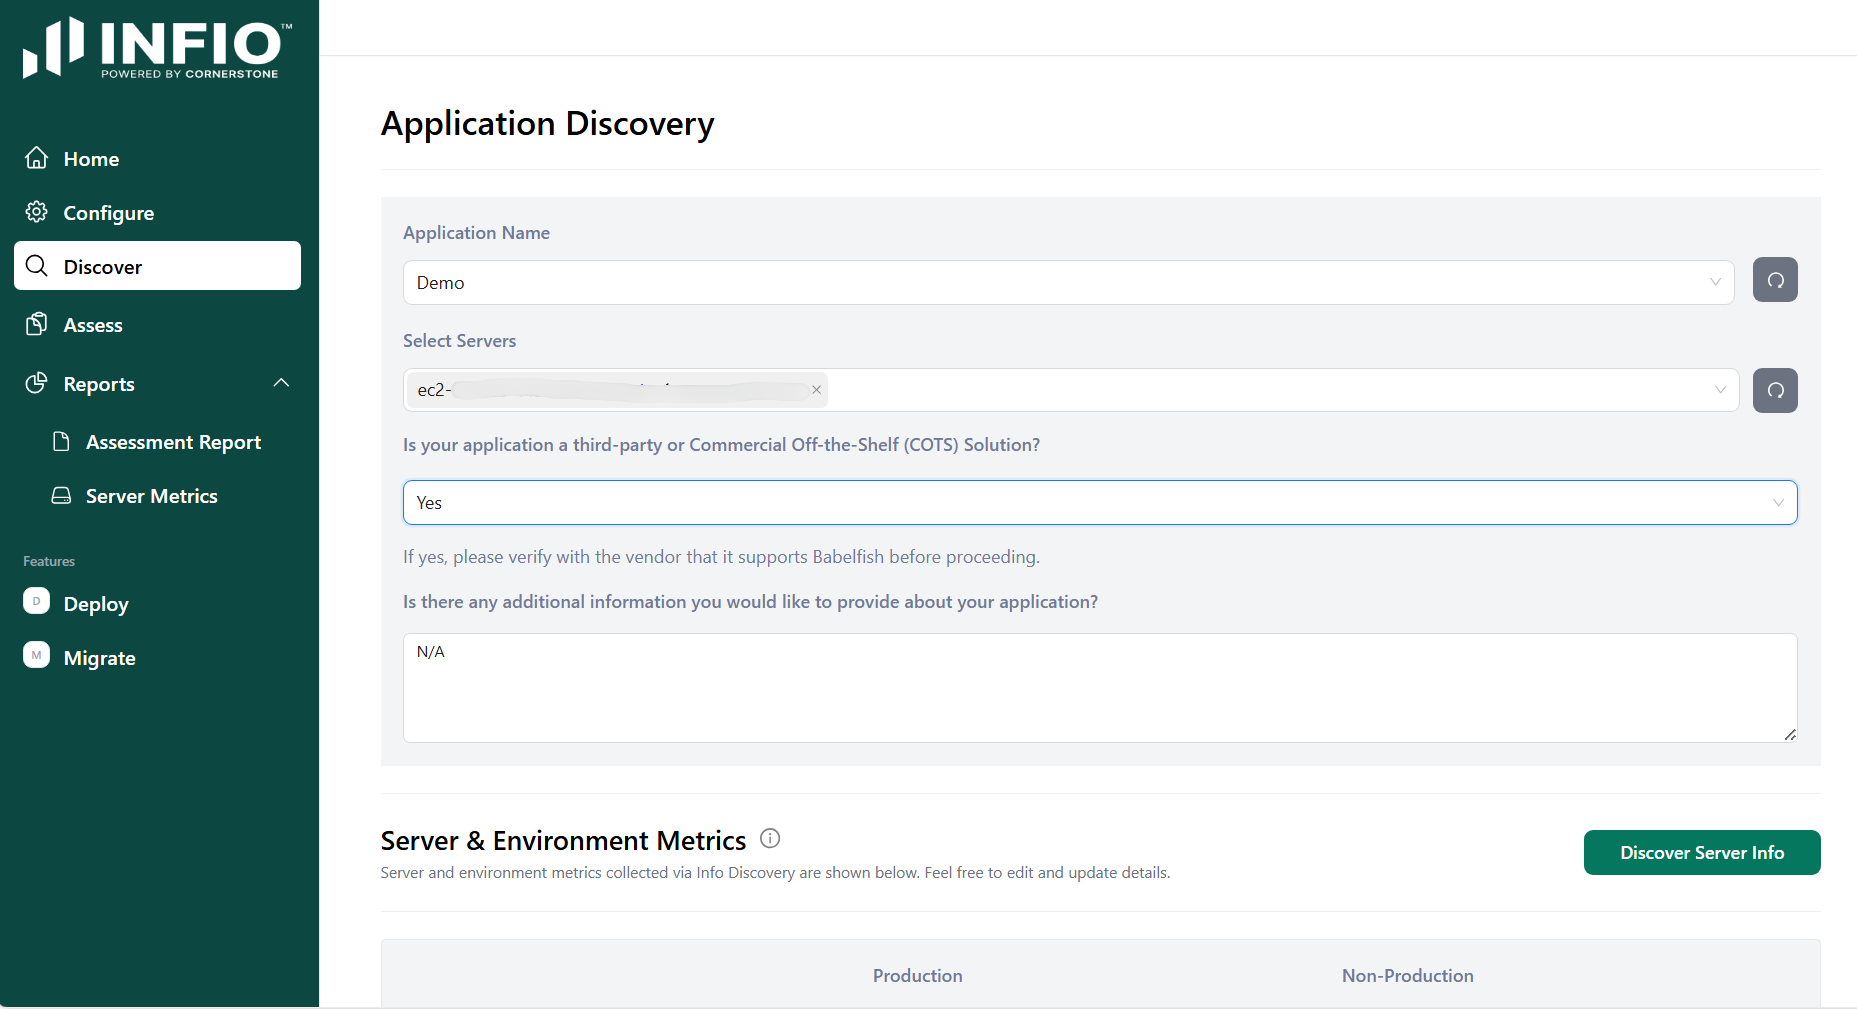 INFIO™
POWERED BY CORNERSTONE
Home
Configure
Discover
Assess
Reports
Assessment Report
Server Metrics
Features
D Deploy
M Migrate
Application Discovery
Application Name
Demo
Select Servers
ec2-
Is your application a third-party or Commercial Off-the-Shelf (COTS) Solution?
Yes
If yes, please verify with the vendor that it supports Babelfish before proceeding.
Is there any additional information you would like to provide about your application?
N/A
Server & Environment Metrics
Discover Server Info
Server and environment metrics collected via Info Discovery are shown below. Feel free to edit and update details.
Production Non-Production